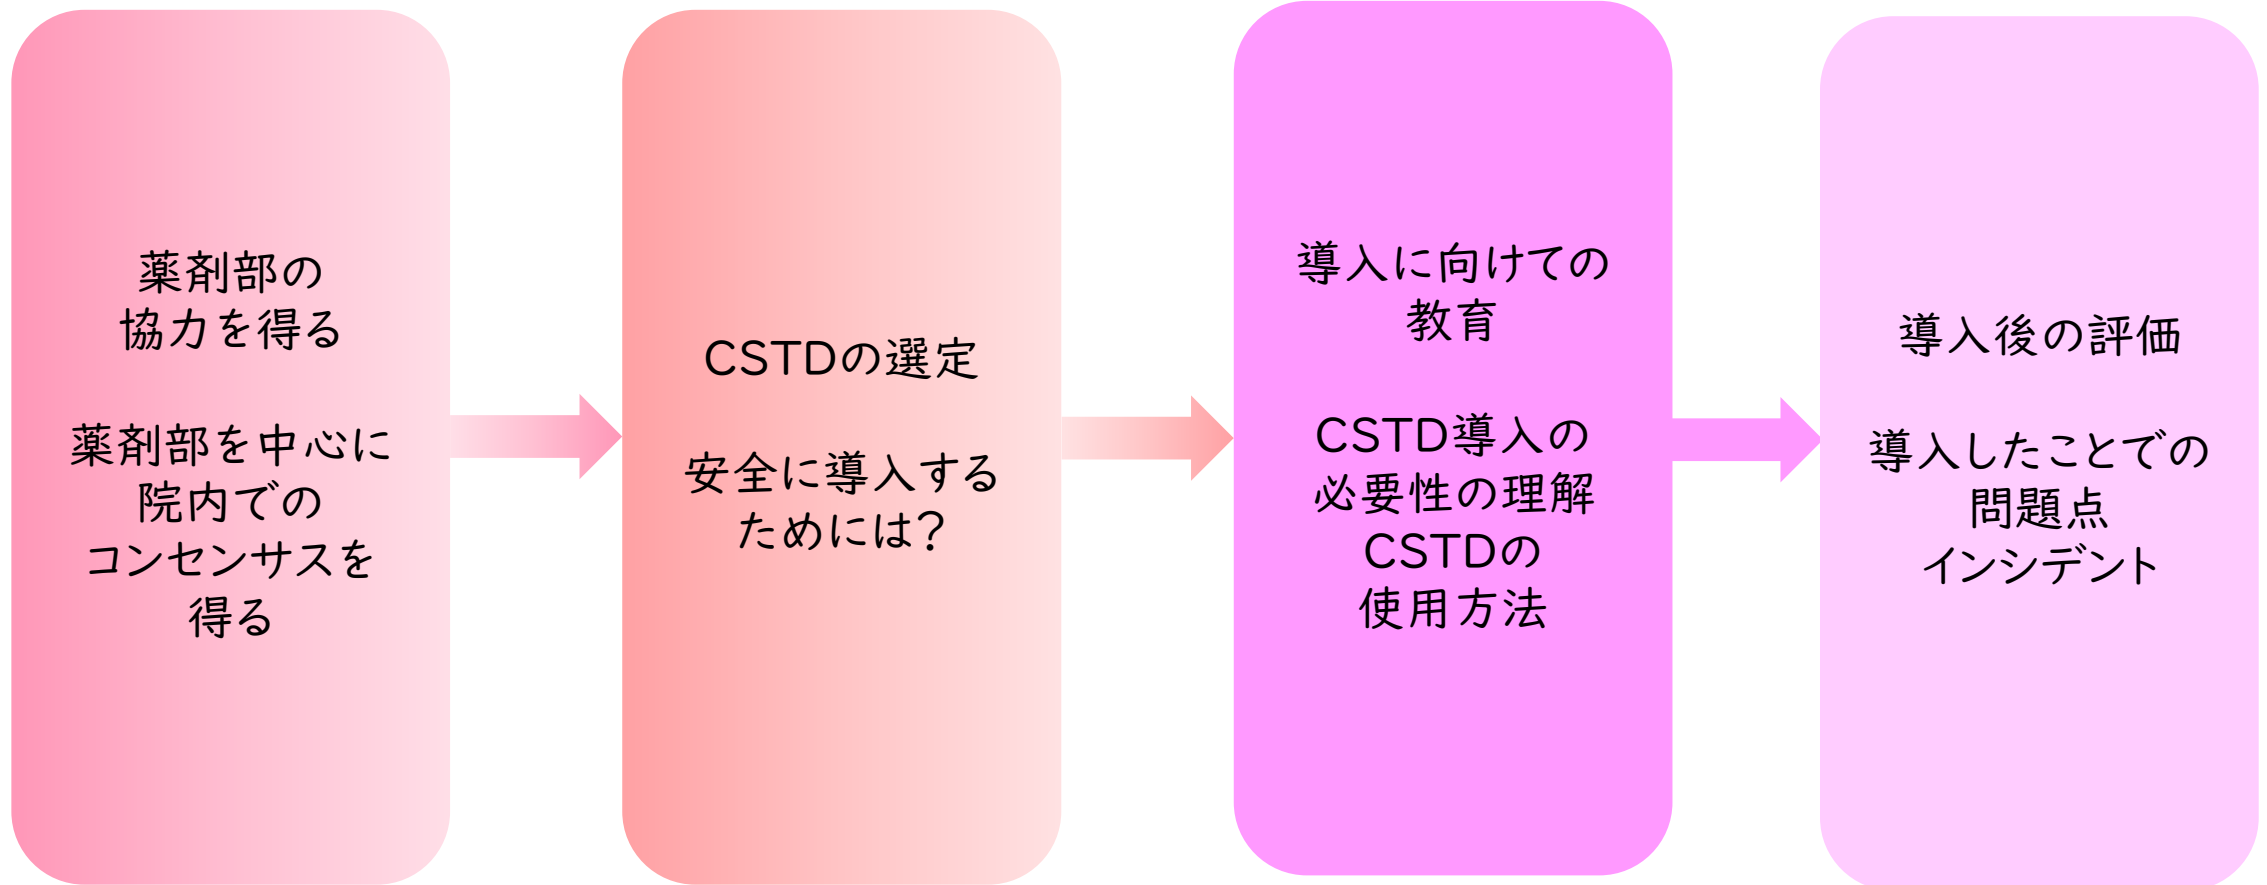 薬剤部の
協力を得る
薬剤部を中心に
院内での
コンセンサスを
得る
CSTDの選定
安全に導入する
ためには？
導入に向けての
教育
CSTD導入の
必要性の理解
CSTDの
使用方法
導入後の評価
導入したことでの
問題点
インシデント